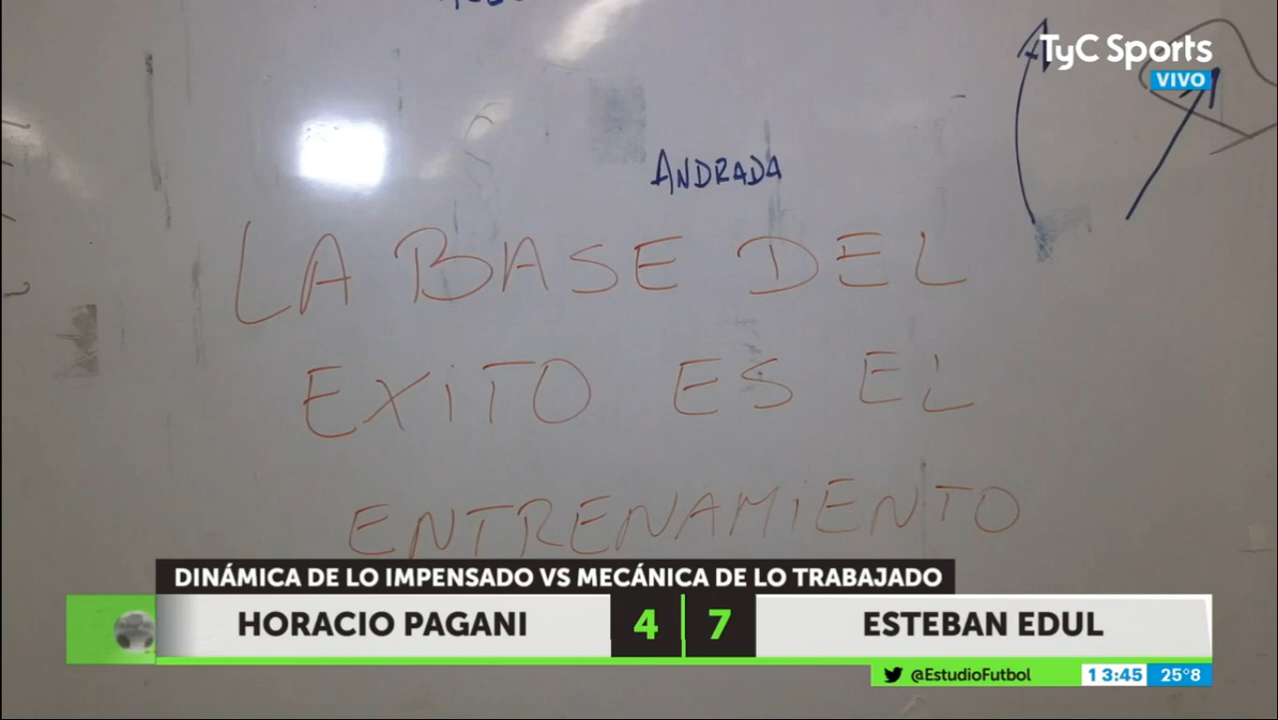 TyC Sports
VIVO
ANDRADA
LA BASE DEL
EXiTO ES EL
ENTRENAMiENTO
DINÁMICA DE LO IMPENSADO VS MECÁNICA DE LO TRABAJADO
HORACIO PAGANI 4 7 ESTEBAN EDUL
@EstudioFutbol 13:45 25°8